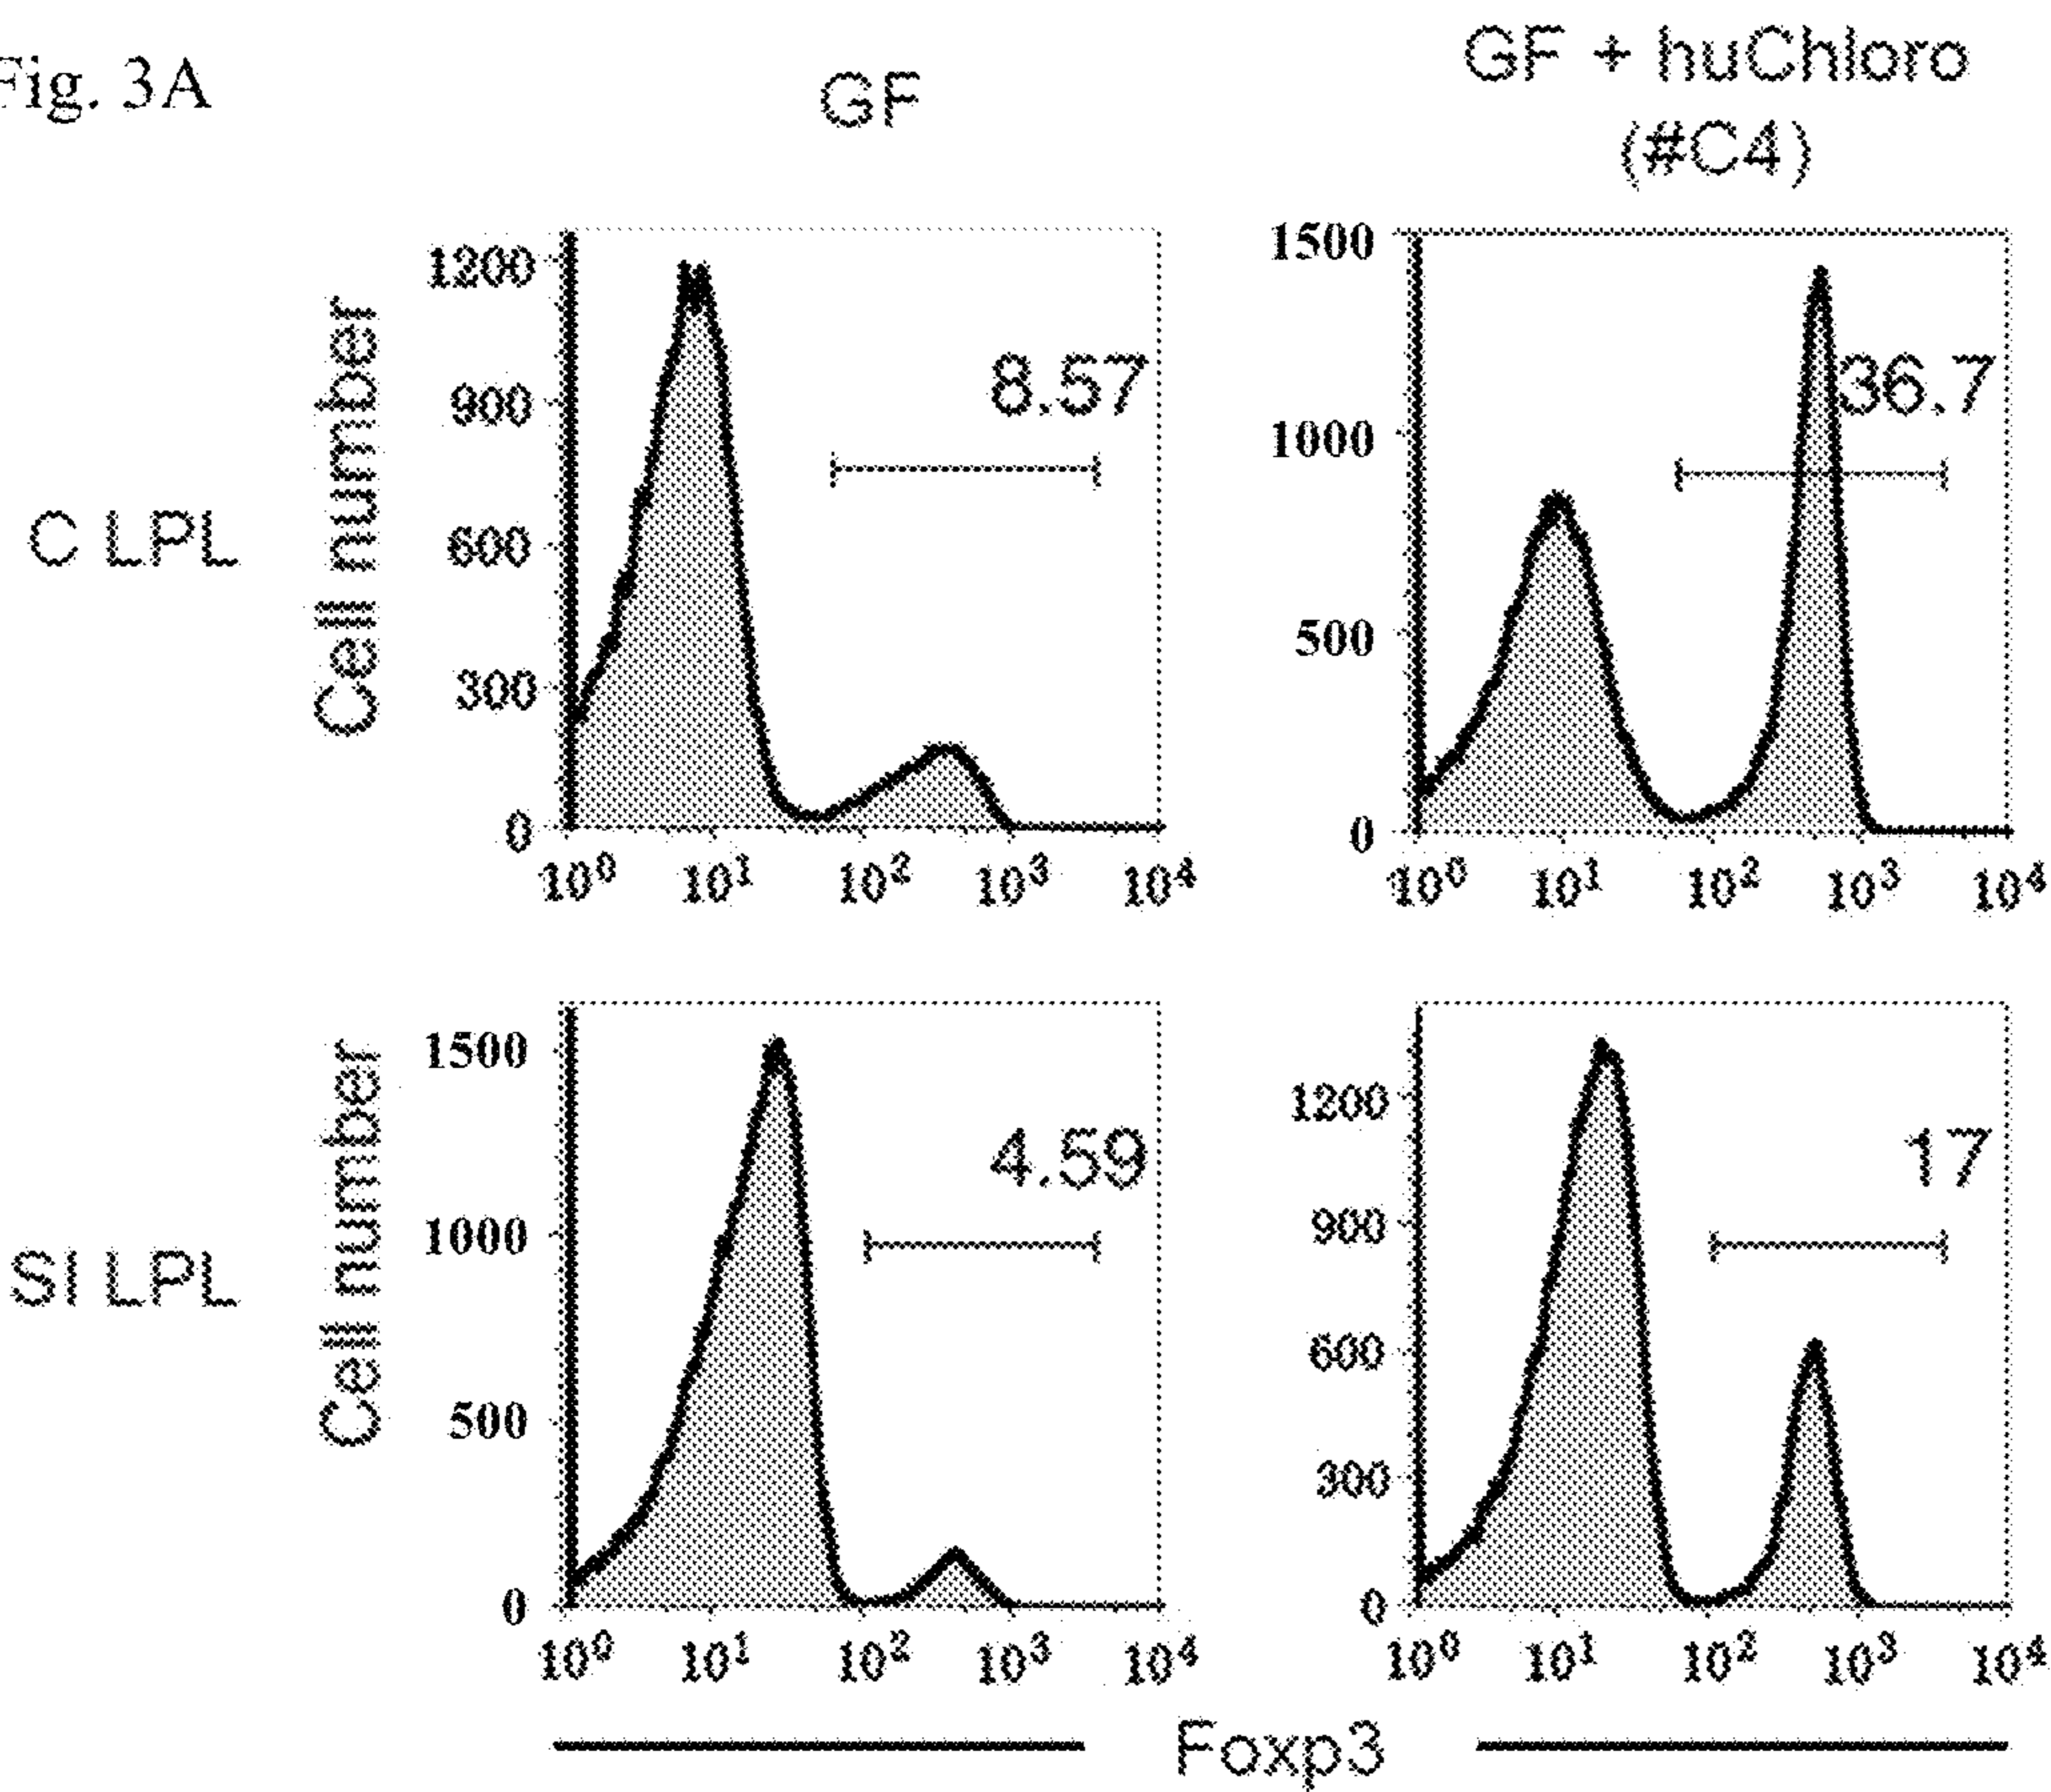 Fig. 3A
GF
GF + huChloro
(#C4)
C LPL
Cell number
1200
900
600
300
0
8.57
10⁰ 10¹ 10² 10³ 10⁴
1500
1000
500
0
36.7
10⁰ 10¹ 10² 10³ 10⁴
SI LPL
Cell number
1500
1000
500
0
4.59
10⁰ 10¹ 10² 10³ 10⁴
1200
900
600
300
0
17
10⁰ 10¹ 10² 10³ 10⁴
Foxp3